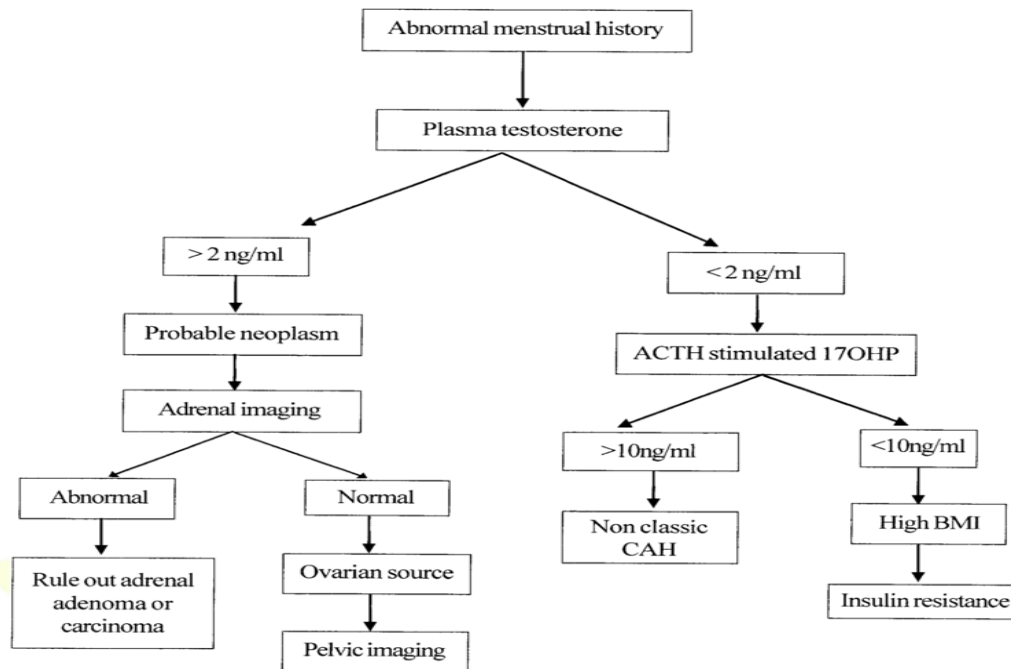 Abnormal menstrual history
Plasma testosterone
> 2 ng/ml
< 2 ng/ml
Probable neoplasm
ACTH stimulated 17OHP
Adrenal imaging
>10ng/ml
<10ng/ml
Abnormal
Normal
Non classic
CAH
High BMI
Rule out adrenal
adenoma or
carcinoma
Ovarian source
Insulin resistance
Pelvic imaging